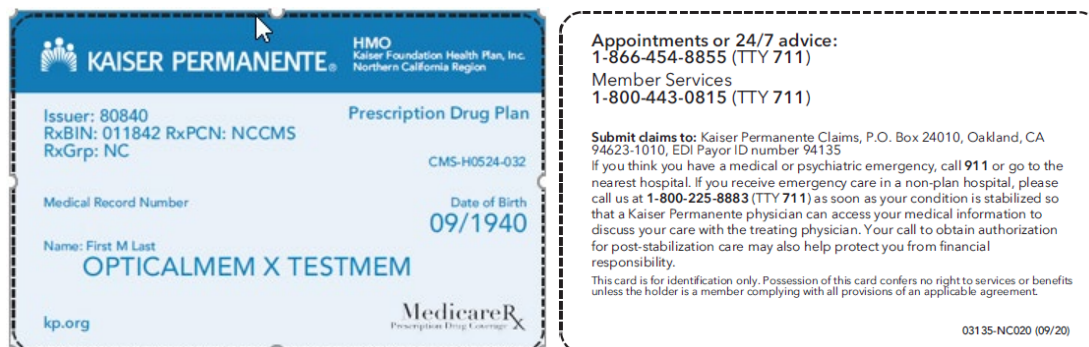 KAISER PERMANENTE®
HMO
Kaiser Foundation Health Plan, Inc.
Northern California Region
Issuer: 80840
RxBIN: 011842 RxPCN: NCCMS
RxGrp: NC
Prescription Drug Plan
CMS-H0524-032
Medical Record Number
Date of Birth
09/1940
Name: First M Last
OPTICALMEM X TESTMEM
kp.org
MedicareRx
Prescription Drug Coverage
Appointments or 24/7 advice:
1-866-454-8855 (TTY 711)
Member Services
1-800-443-0815 (TTY 711)
Submit claims to: Kaiser Permanente Claims, P.O. Box 24010, Oakland, CA
94623-1010, EDI Payor ID number 94135
If you think you have a medical or psychiatric emergency, call 911 or go to the
nearest hospital. If you receive emergency care in a non-plan hospital, please
call us at 1-800-225-8883 (TTY 711) as soon as your condition is stabilized so
that a Kaiser Permanente physician can access your medical information to
discuss your care with the treating physician. Your call to obtain authorization
for post-stabilization care may also help protect you from financial
responsibility.
This card is for identification only. Possession of this card confers no right to services or benefits
unless the holder is a member complying with all provisions of an applicable agreement.
03135-NC020 (09/20)